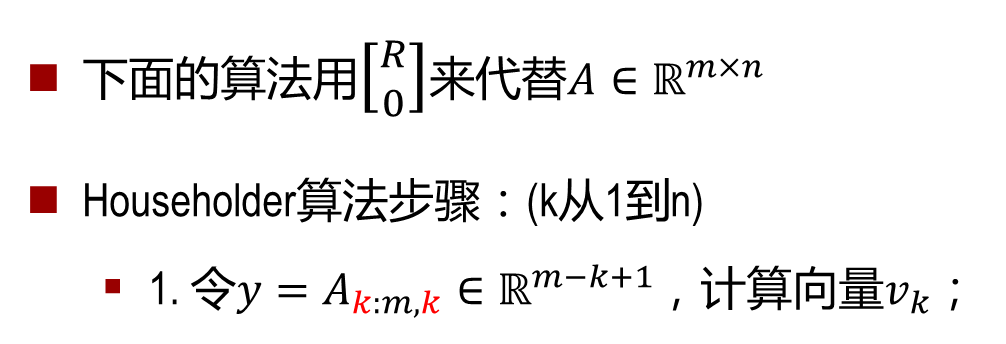 ■ 下面的算法用[R 0]来代替A ∈ ℝ^{m×n}
■ Householder算法步骤：(k从1到n)
▪ 1. 令y = A_{k:m,k} ∈ ℝ^{m−k+1}，计算向量v_k；